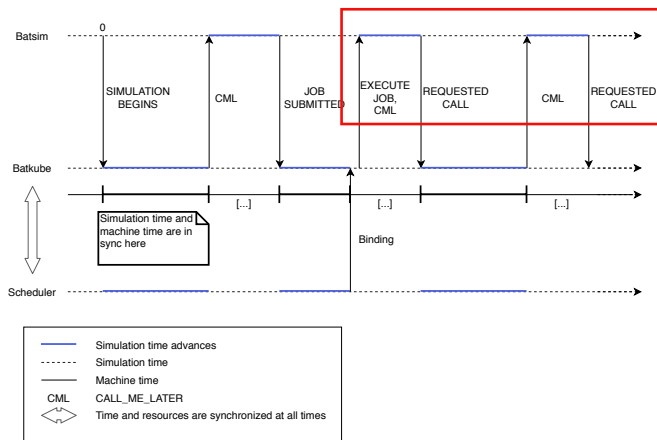 0
Batsim
SIMULATION
BEGINS
CML
JOB
SUBMITTED
EXECUTE
JOB,
CML
REQUESTED
CALL
CML
REQUESTED
CALL
Batkube
[...]
[...]
[...]
Simulation time and
machine time are in
sync here
Binding
Scheduler
Simulation time advances
Simulation time
Machine time
CML CALL_ME_LATER
Time and resources are synchronized at all times